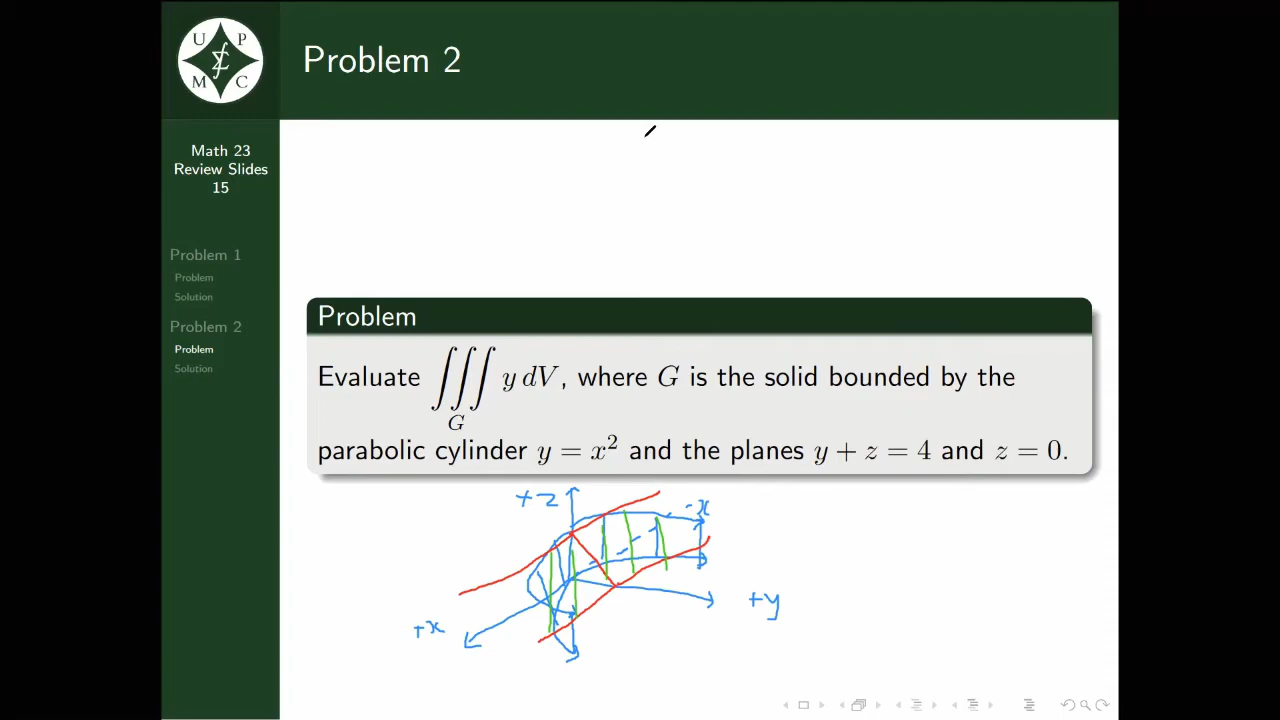 U P
M C
Problem 2
Math 23
Review Slides
15
Problem 1
Problem
Solution
Problem 2
Problem
Solution
Problem
Evaluate ∭_G y dV, where G is the solid bounded by the
parabolic cylinder y = x² and the planes y + z = 4 and z = 0.
+z
-x
+y
+x